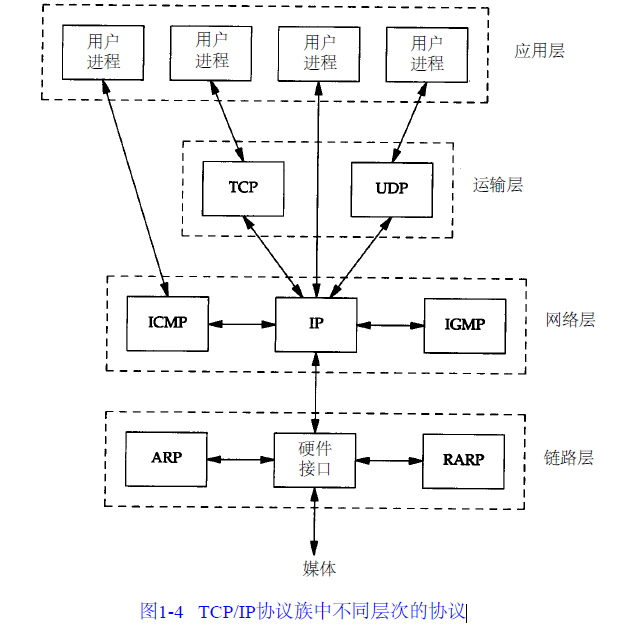 用户
进程
用户
进程
用户
进程
用户
进程
应用层
TCP
UDP
运输层
ICMP
IP
IGMP
网络层
ARP
硬件
接口
RARP
链路层
媒体
图1-4 TCP/IP协议族中不同层次的协议